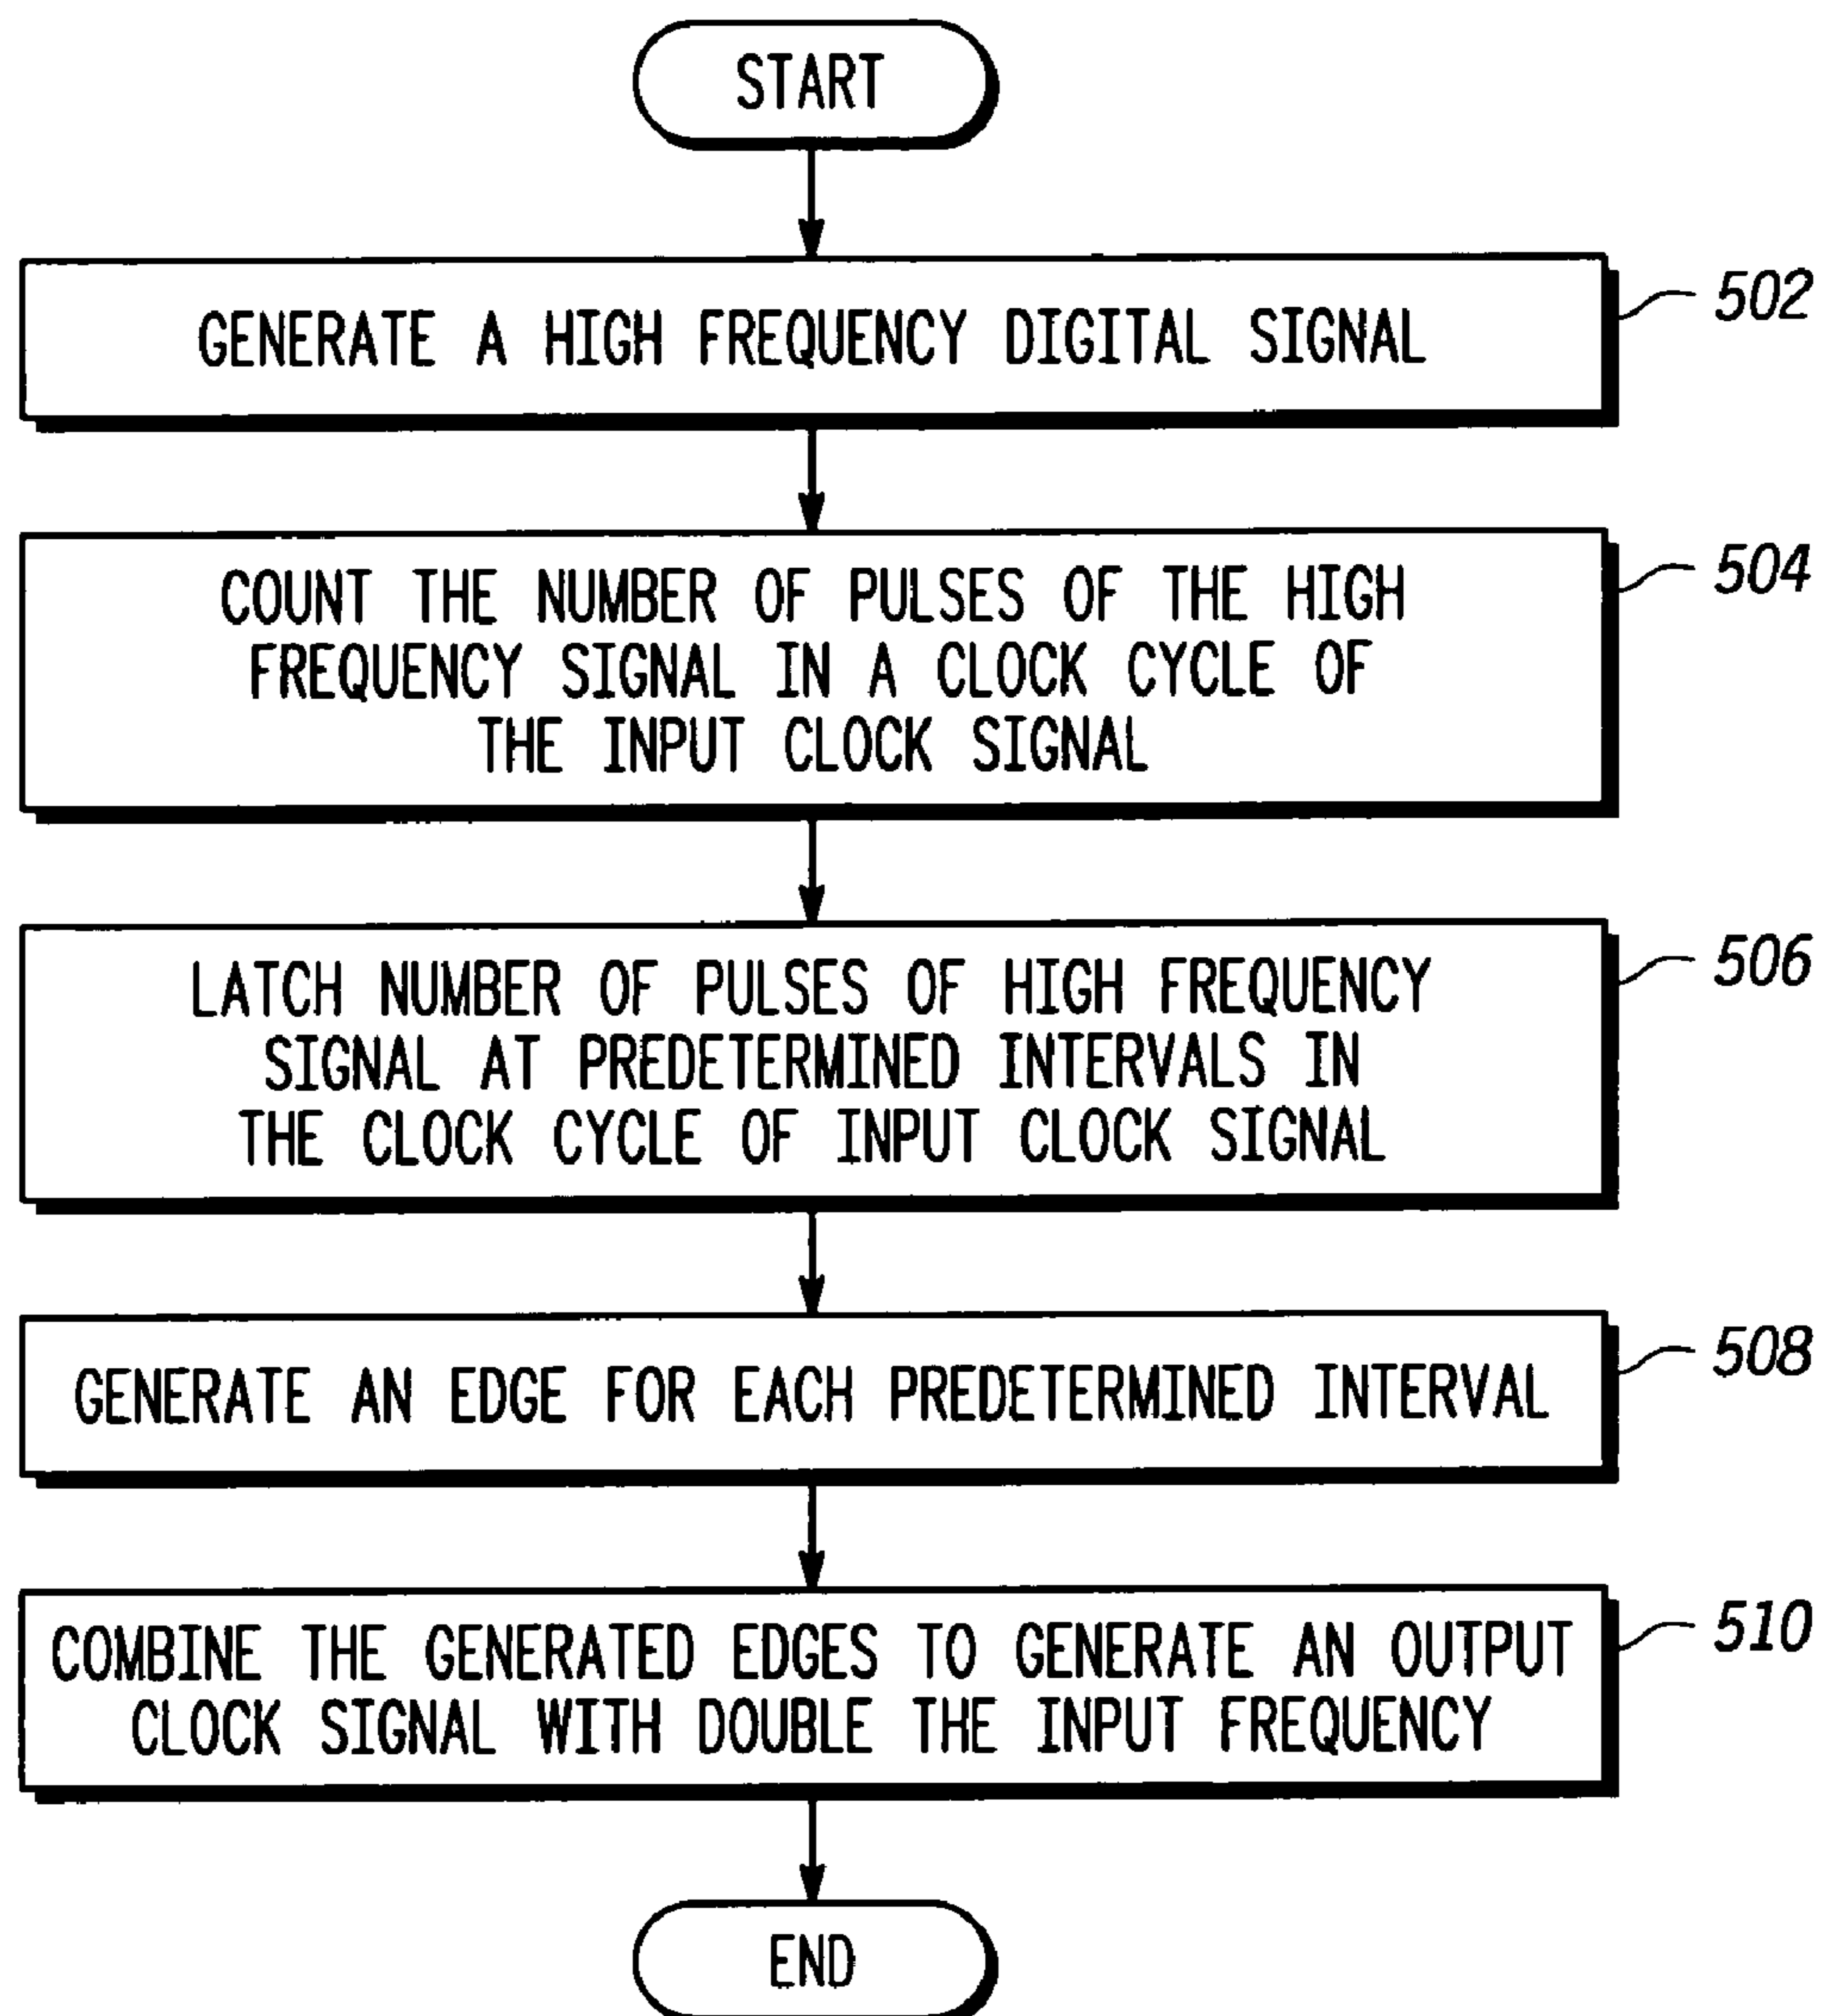 START
GENERATE A HIGH FREQUENCY DIGITAL SIGNAL
502
COUNT THE NUMBER OF PULSES OF THE HIGH
FREQUENCY SIGNAL IN A CLOCK CYCLE OF
THE INPUT CLOCK SIGNAL
504
LATCH NUMBER OF PULSES OF HIGH FREQUENCY
SIGNAL AT PREDETERMINED INTERVALS IN
THE CLOCK CYCLE OF INPUT CLOCK SIGNAL
506
GENERATE AN EDGE FOR EACH PREDETERMINED INTERVAL
508
COMBINE THE GENERATED EDGES TO GENERATE AN OUTPUT
CLOCK SIGNAL WITH DOUBLE THE INPUT FREQUENCY
510
END